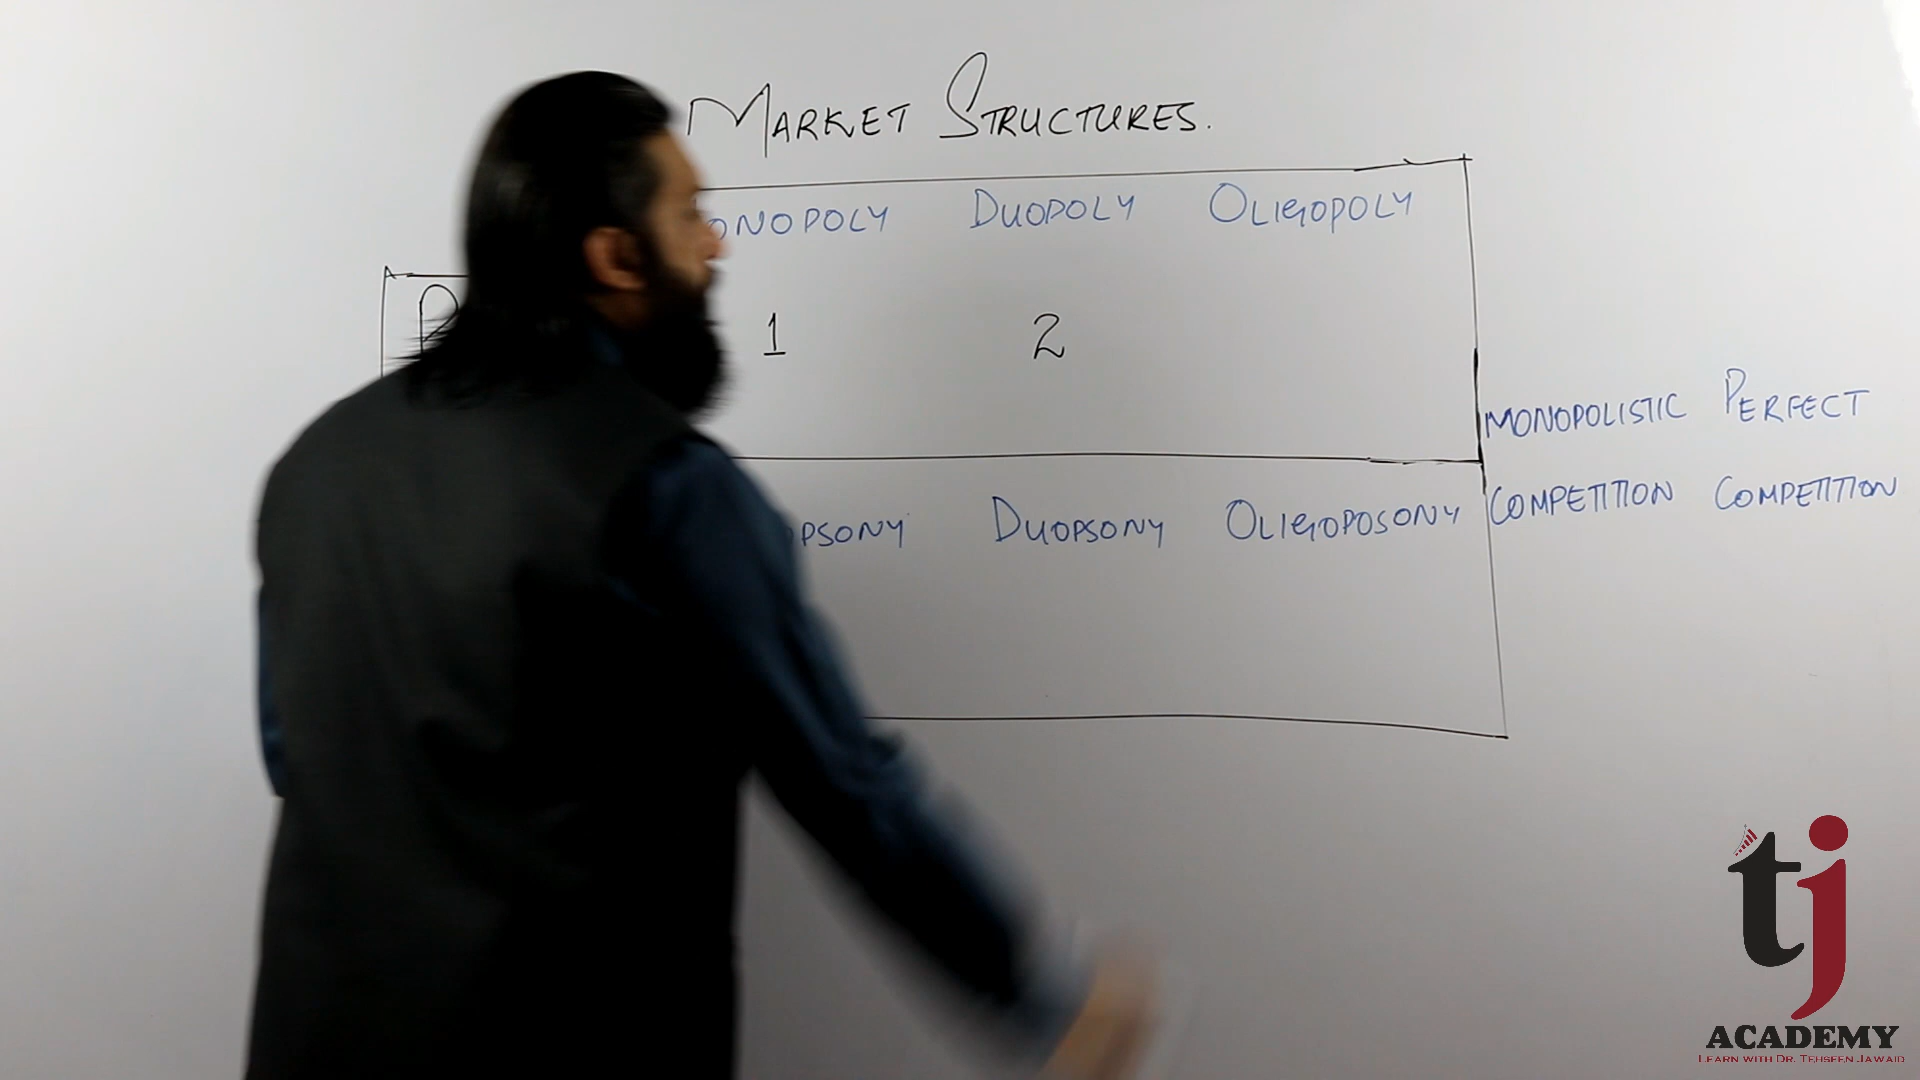 MARKET STRUCTURES.
ONOPOLY DUOPOLY OLIGOPOLY
1 2
MONOPOLISTIC PERFECT
COMPETITION COMPETITION
OPSONY DUOPSONY OLIGOPOSONY
tj
ACADEMY
LEARN WITH DR. TEHSEEN JAWAID